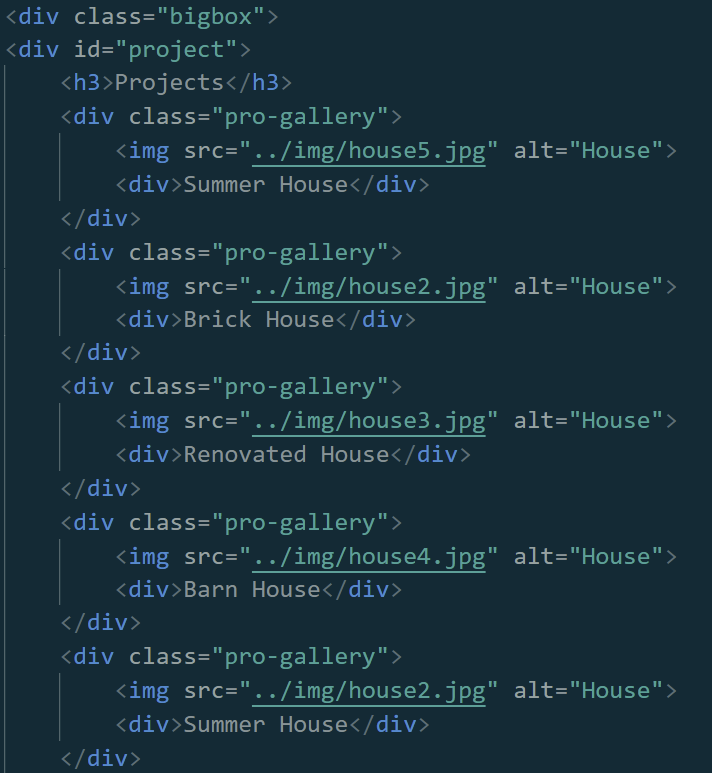 <div class="bigbox">
<div id="project">
    <h3>Projects</h3>
    <div class="pro-gallery">
        <img src="../img/house5.jpg" alt="House">
        <div>Summer House</div>
    </div>
    <div class="pro-gallery">
        <img src="../img/house2.jpg" alt="House">
        <div>Brick House</div>
    </div>
    <div class="pro-gallery">
        <img src="../img/house3.jpg" alt="House">
        <div>Renovated House</div>
    </div>
    <div class="pro-gallery">
        <img src="../img/house4.jpg" alt="House">
        <div>Barn House</div>
    </div>
    <div class="pro-gallery">
        <img src="../img/house2.jpg" alt="House">
        <div>Summer House</div>
    </div>